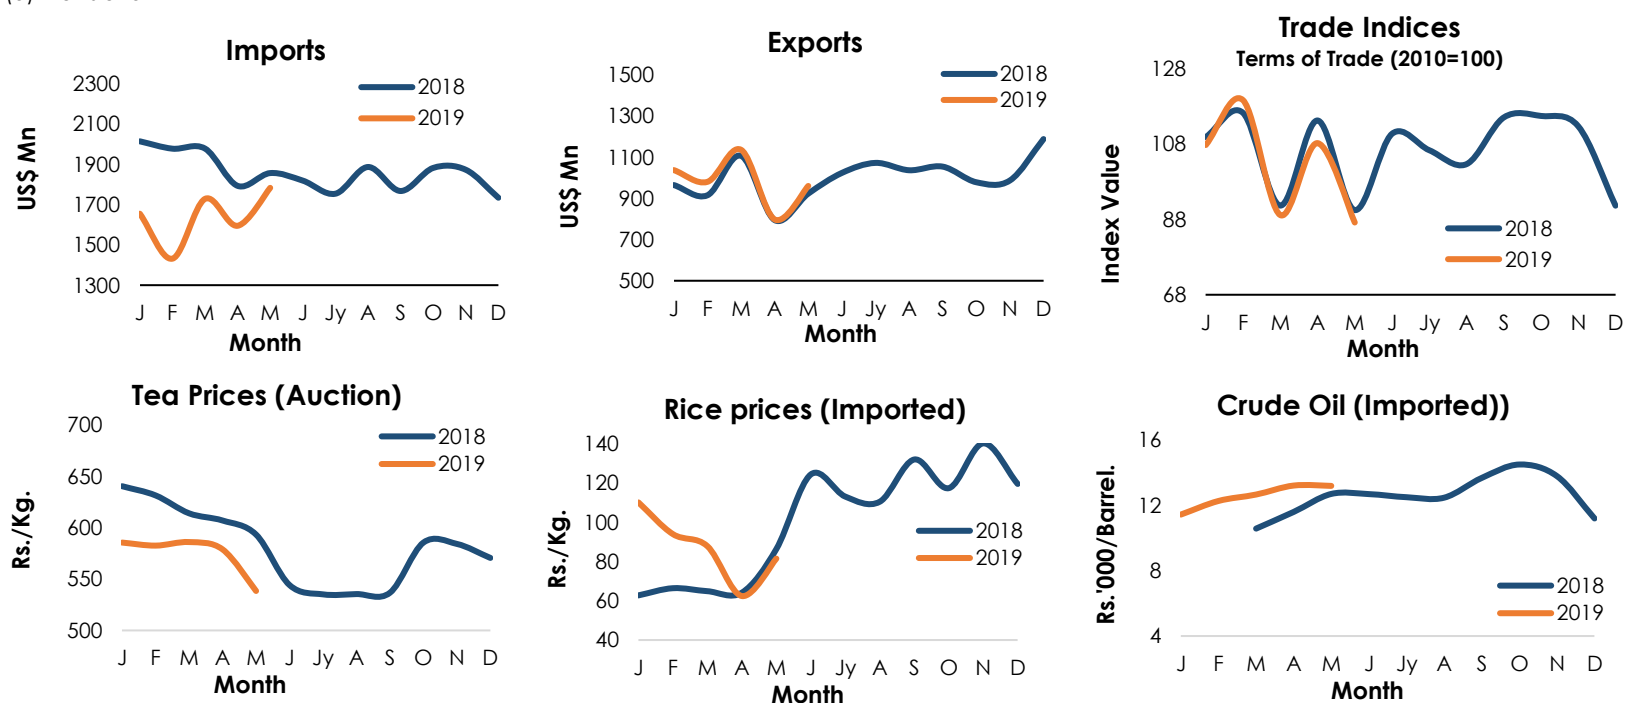 Imports
2300
2100
1900
1700
1500
1300
US$ Mn
2018
2019
J F M A M J Jy A S O N D
Month
Exports
1500
1300
1100
900
700
500
US$ Mn
2018
2019
J F M A M J Jy A S O N D
Month
Trade Indices
Terms of Trade (2010=100)
128
108
88
68
Index Value
2018
2019
J F M A M J Jy A S O N D
Month
Tea Prices (Auction)
700
650
600
550
500
Rs./Kg.
2018
2019
J F M A M J Jy A S O N D
Month
Rice prices (Imported)
140
120
100
80
60
40
Rs./Kg.
2018
2019
J F M A M J Jy A S O N D
Month
Crude Oil (Imported))
16
12
8
4
Rs.'000/Barrel.
2018
2019
J F M A M J Jy A S O N D
Month